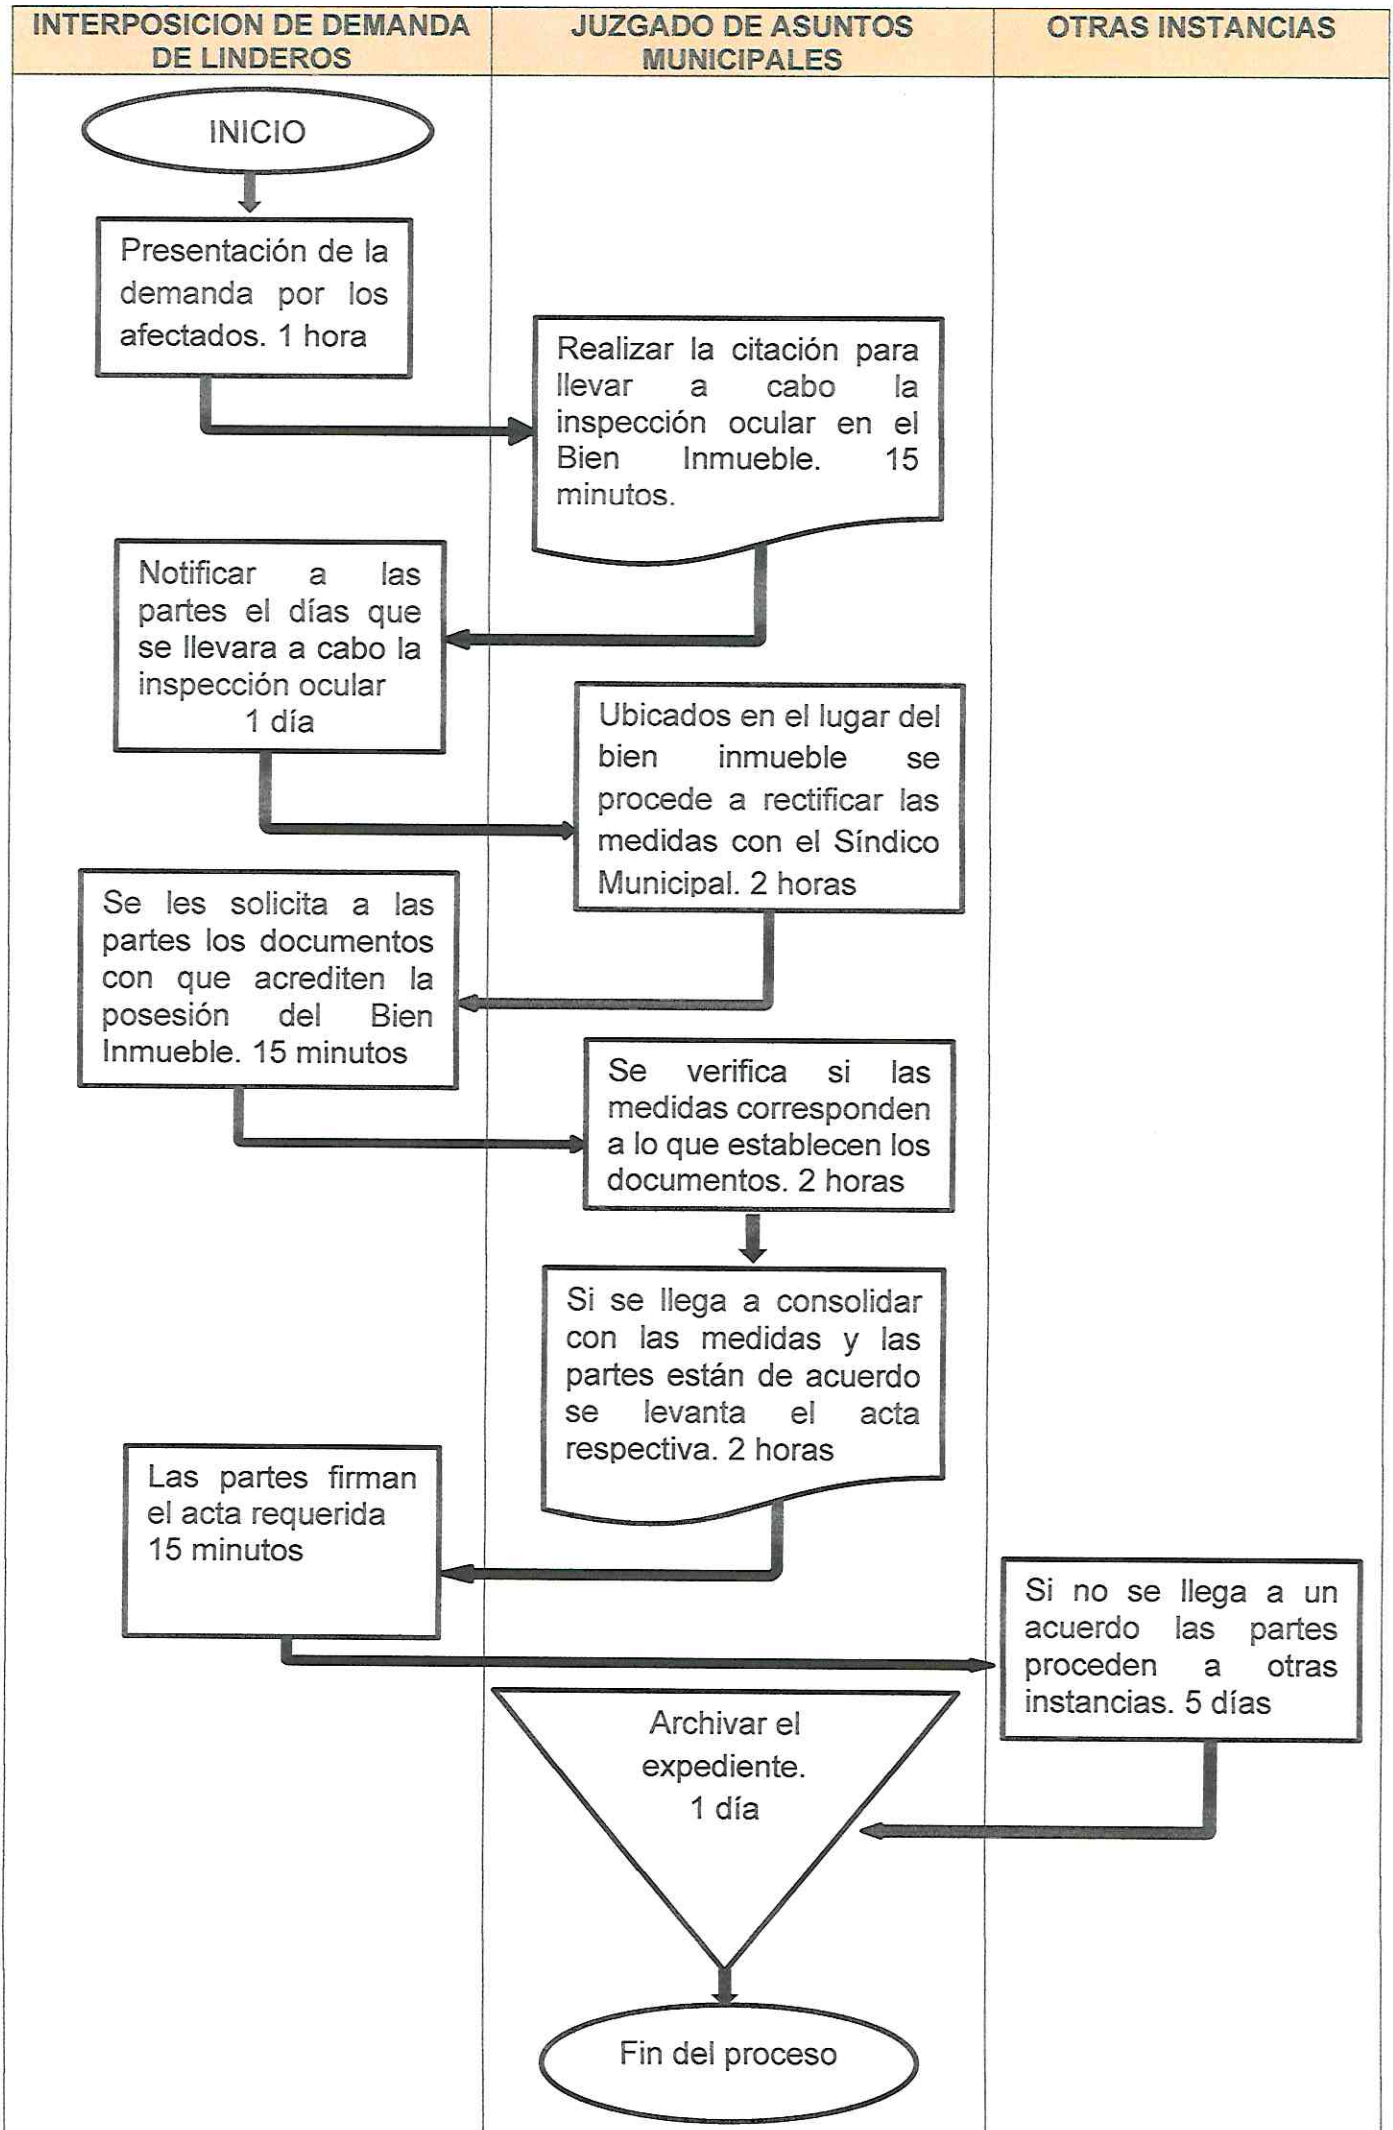 INTERPOSICION DE DEMANDA
DE LINDEROS
JUZGADO DE ASUNTOS
MUNICIPALES
OTRAS INSTANCIAS
INICIO
Presentación de la
demanda por los
afectados. 1 hora
Realizar la citación para
llevar a cabo la
inspección ocular en el
Bien Inmueble. 15
minutos.
Notificar a las
partes el días que
se llevara a cabo la
inspección ocular
1 día
Ubicados en el lugar del
bien inmueble se
procede a rectificar las
medidas con el Síndico
Municipal. 2 horas
Se les solicita a las
partes los documentos
con que acrediten la
posesión del Bien
Inmueble. 15 minutos
Se verifica si las
medidas corresponden
a lo que establecen los
documentos. 2 horas
Si se llega a consolidar
con las medidas y las
partes están de acuerdo
se levanta el acta
respectiva. 2 horas
Las partes firman
el acta requerida
15 minutos
Si no se llega a un
acuerdo las partes
proceden a otras
instancias. 5 días
Archivar el
expediente.
1 día
Fin del proceso